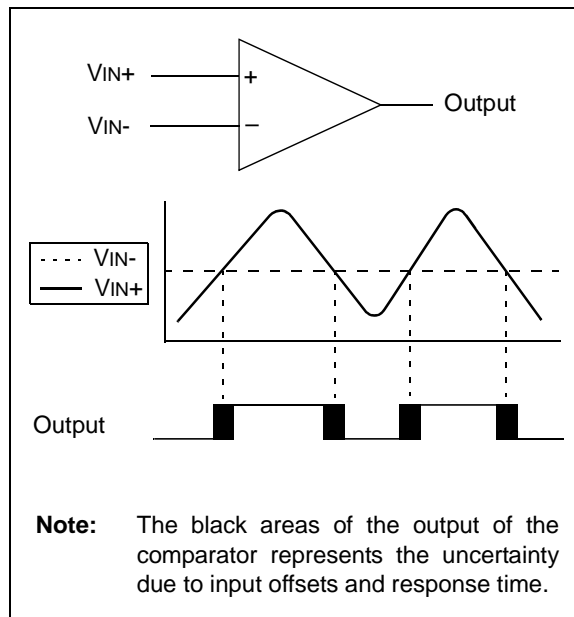 VIN+
+
Output
VIN-
–
VIN-
VIN+
Output
Note: The black areas of the output of the
comparator represents the uncertainty
due to input offsets and response time.